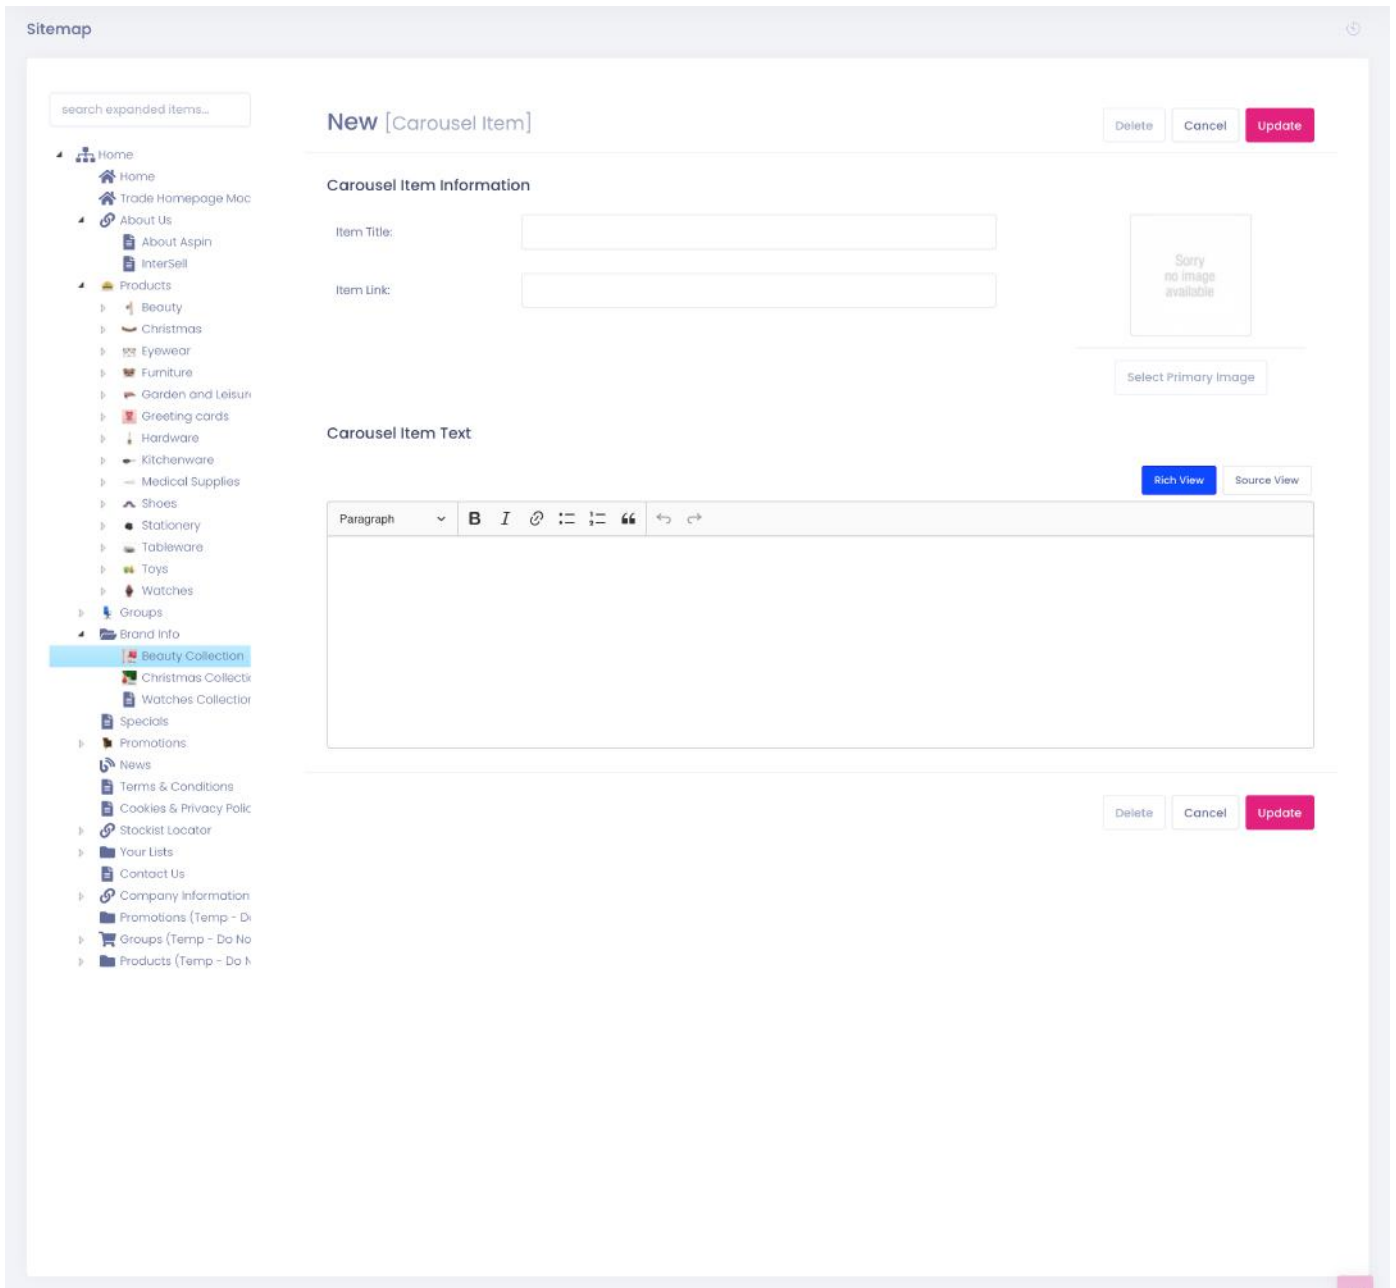 Sitemap
search expanded items...
New [Carousel Item]
Delete
Cancel
Update
Home
Home
Trade Homepage Moc
About Us
About Aspin
InterSell
Products
Beauty
Christmas
Eyewear
Furniture
Garden and Leisur
Greeting cards
Hardware
Kitchenware
Medical Supplies
Shoes
Stationery
Tableware
Toys
Watches
Groups
Brand Info
Beauty Collection
Christmas Collectic
Watches Collection
Specials
Promotions
News
Terms & Conditions
Cookies & Privacy Polic
Stockist Locator
Your Lists
Contact Us
Company Information
Promotions (Temp - D
Groups (Temp - Do No
Products (Temp - Do N
Carousel Item Information
Item Title:
Item Link:
Sorry
no image
available
Select Primary Image
Carousel Item Text
Rich View
Source View
Paragraph
Delete
Cancel
Update